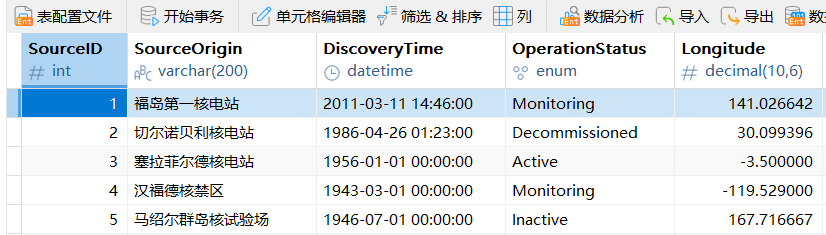 表配置文件 开始事务 单元格编辑器 筛选 & 排序 列 数据分析 导入 导出
SourceID SourceOrigin DiscoveryTime OperationStatus Longitude
# int ABC varchar(200) datetime enum # decimal(10,6)
1 福岛第一核电站 2011-03-11 14:46:00 Monitoring 141.026642
2 切尔诺贝利核电站 1986-04-26 01:23:00 Decommissioned 30.099396
3 塞拉菲尔德核电站 1956-01-01 00:00:00 Active -3.500000
4 汉福德核禁区 1943-03-01 00:00:00 Monitoring -119.529000
5 马绍尔群岛核试验场 1946-07-01 00:00:00 Inactive 167.716667